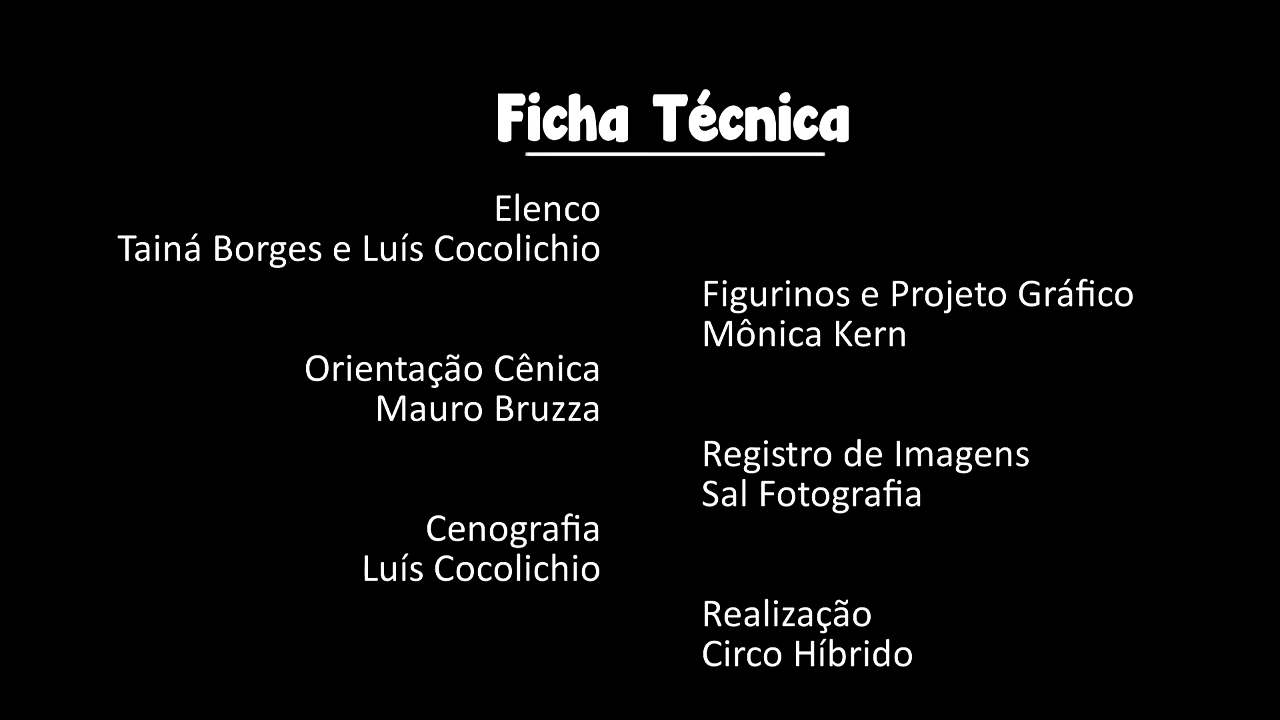 Ficha Técnica
Elenco
Tainá Borges e Luís Cocolichio
Figurinos e Projeto Gráfico
Mônica Kern
Orientação Cênica
Mauro Bruzza
Registro de Imagens
Sal Fotografia
Cenografia
Luís Cocolichio
Realização
Circo Híbrido